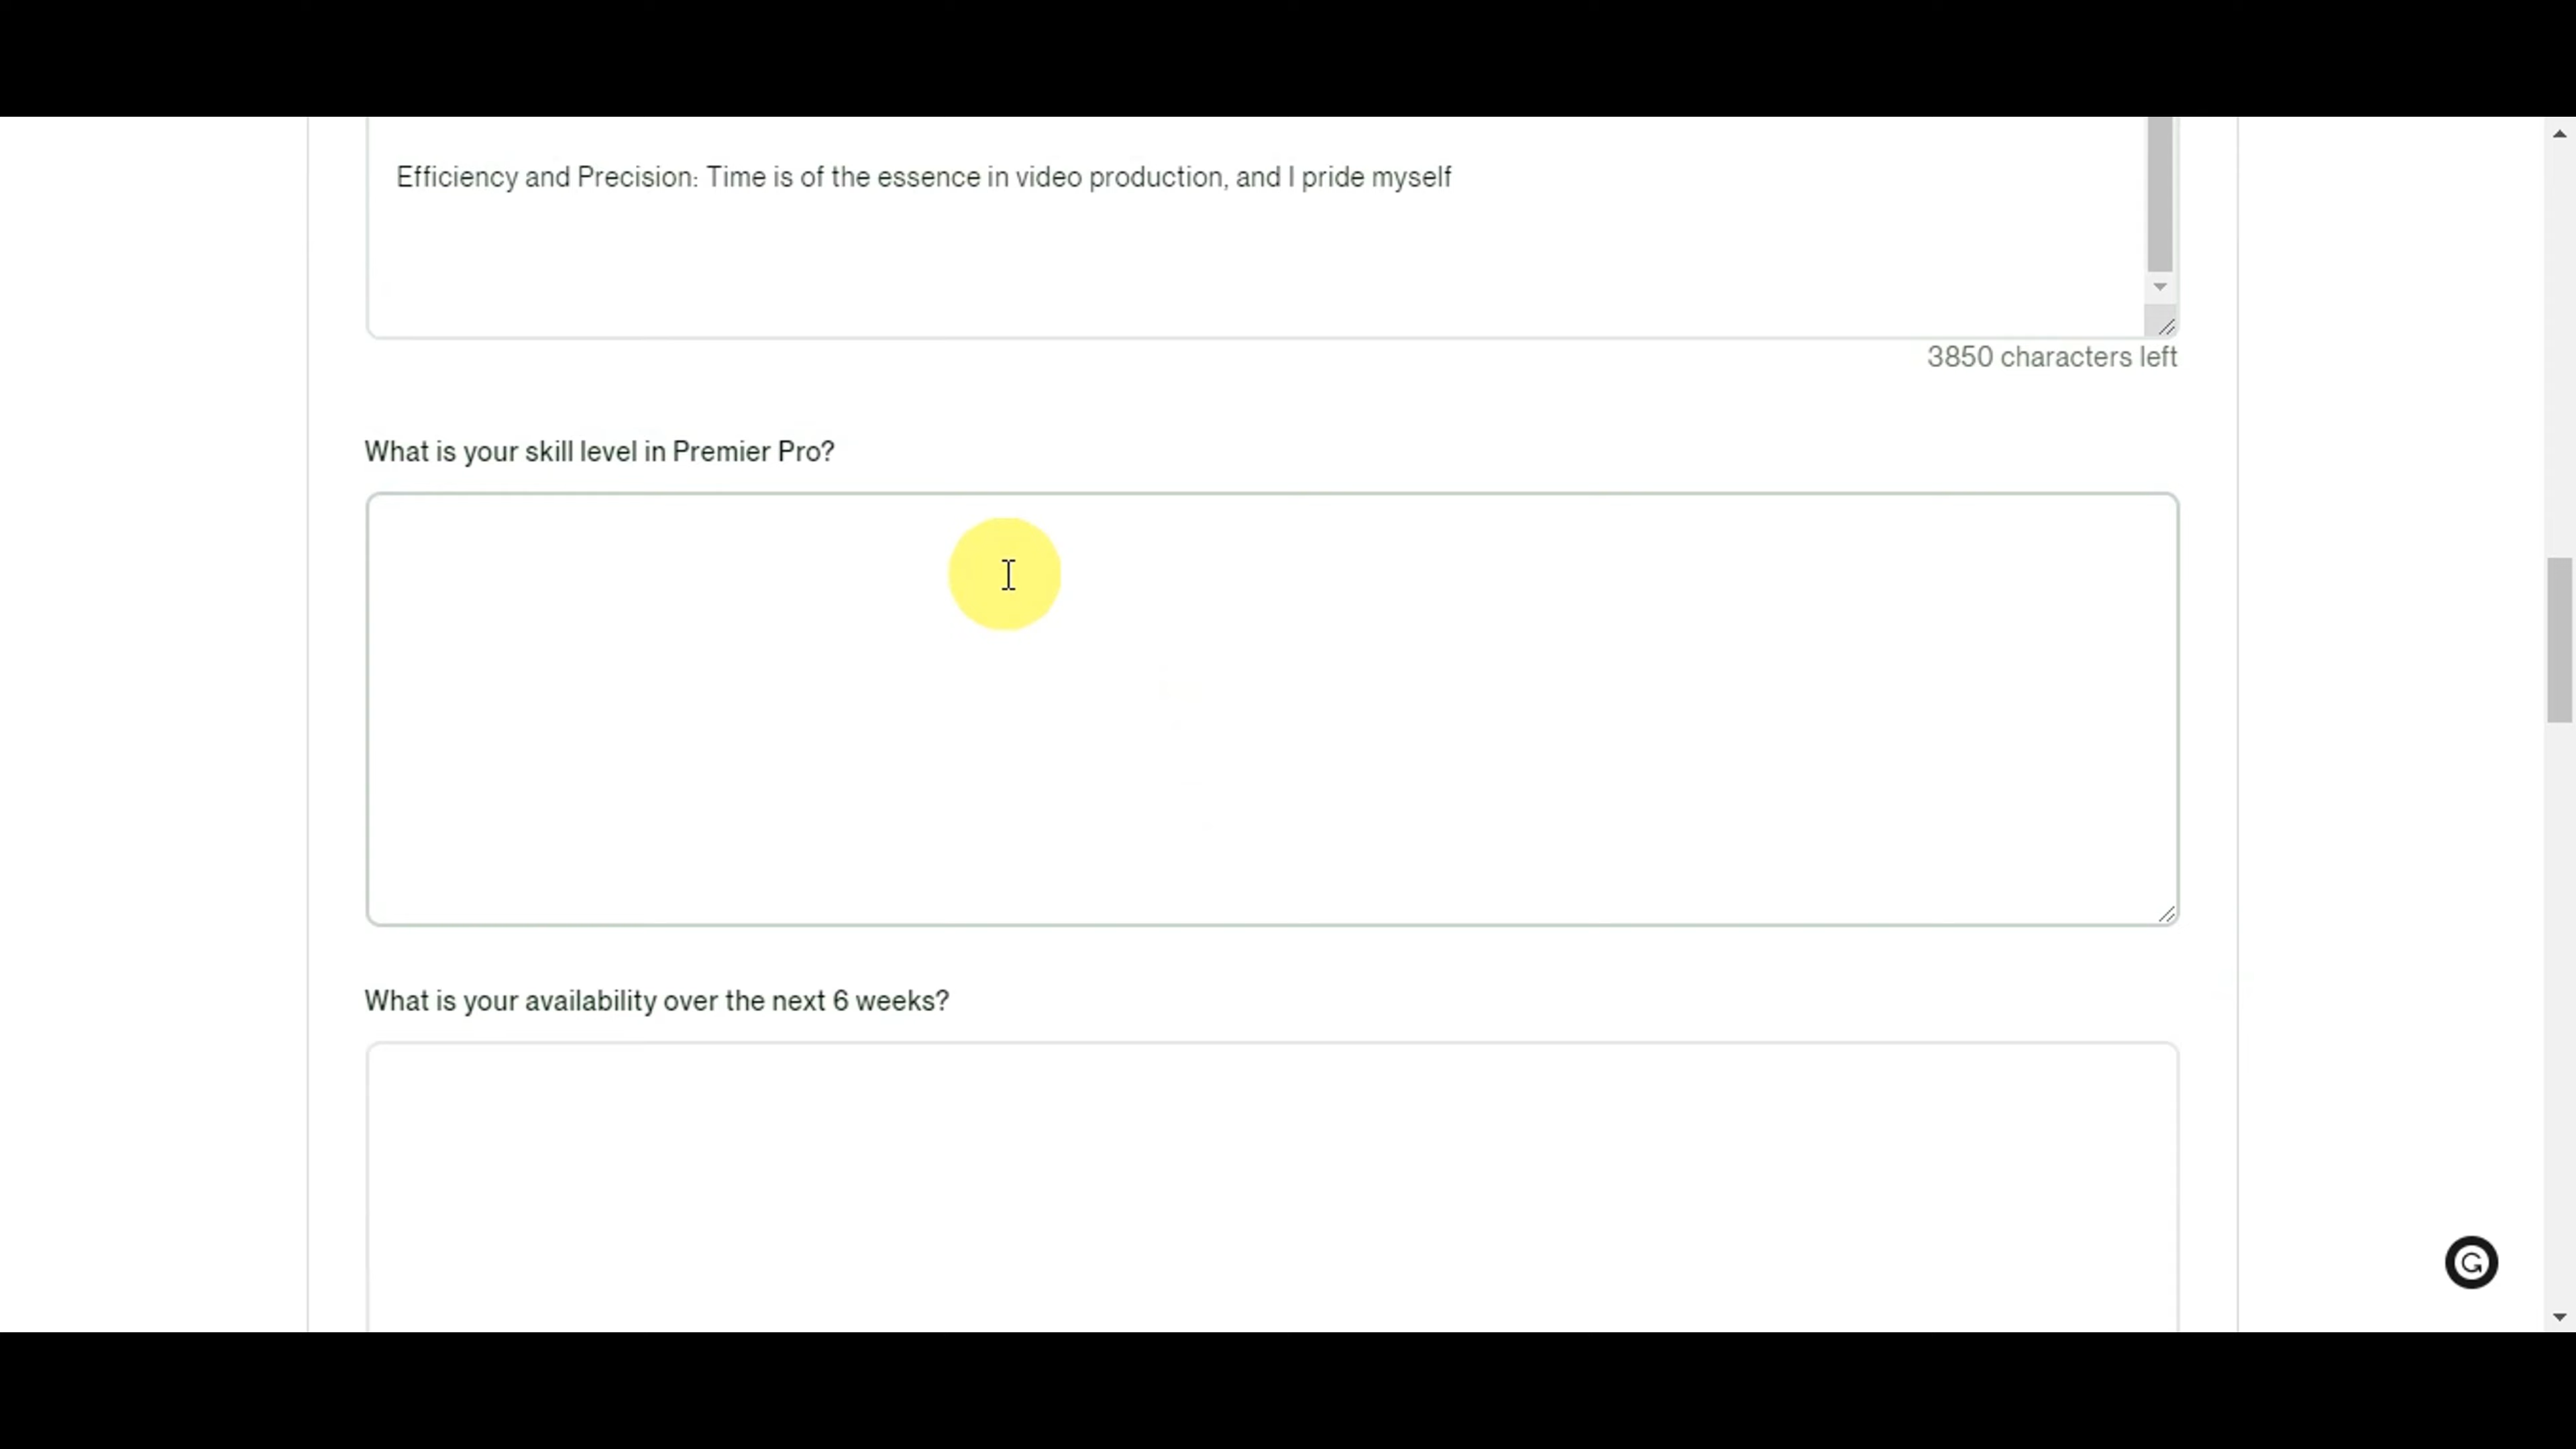 Efficiency and Precision: Time is of the essence in video production, and I pride myself
3850 characters left
What is your skill level in Premier Pro?
What is your availability over the next 6 weeks?
G